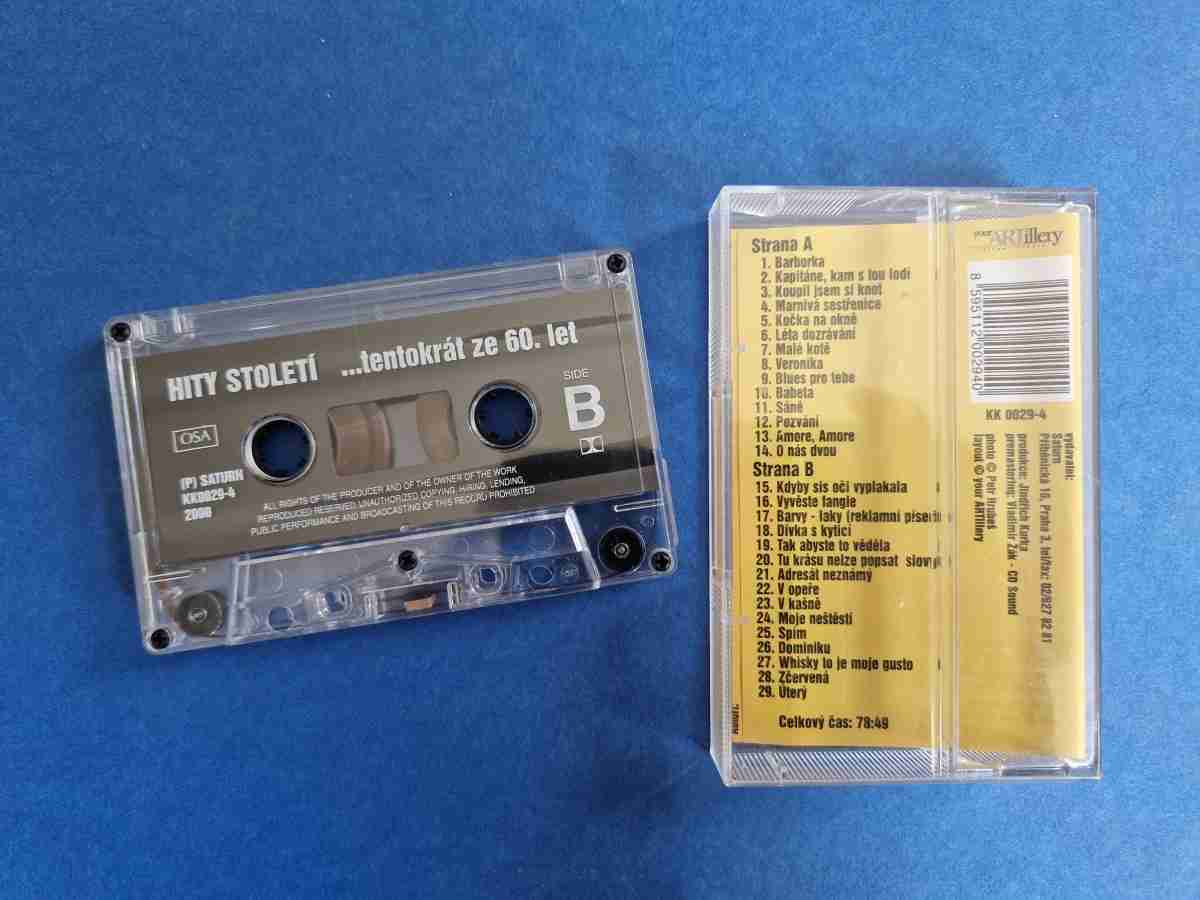 HITY STOLETÍ ...tentokrát ze 60. let
SIDE
B
OSA
(P) SATURN
KK0029-4
2000
ALL RIGHTS OF THE PRODUCER AND OF THE OWNER OF THE WORK
REPRODUCED RESERVED. UNAUTHORIZED COPYING, HIRING, LENDING,
PUBLIC PERFORMANCE AND BROADCASTING OF THIS RECORD PROHIBITED
Strana A
1. Barborka
2. Kapitáne, kam s tou lodí
3. Koupil jsem si knot
4. Marnivá sestřenice
5. Kočka na okně
6. Léta dozrávání
7. Malé kotě
8. Veronika
9. Blues pro tebe
10. Babeta
11. Sáně
12. Pozvání
13. Amore, Amore
14. O nás dvou
Strana B
15. Kdyby sis oči vyplakala
16. Vyvěste fangle
17. Barvy - laky (reklamní
18. Dívka s kyticí
19. Tak abyste to věděla
20. Tu krásu nelze popsat
21. Adresát neznámý
22. V opeře
23. V kašně
24. Moje neštěstí
25. Spím
26. Dominiku
27. Whisky to je moje gusto
28. Zčervená
29. Úterý
Celkový čas: 78:49
your ARTillery
8 595112 002940
KK 0029-4
vydavatel:
Saturn
Příběnická 16, Praha 3, tel/fax: 02/627 82 81
produkce: Jindřich Kafka
premastering: Vladimír Žák - CD Sound
photo © Petr Hrubeš
layout © your ARTillery